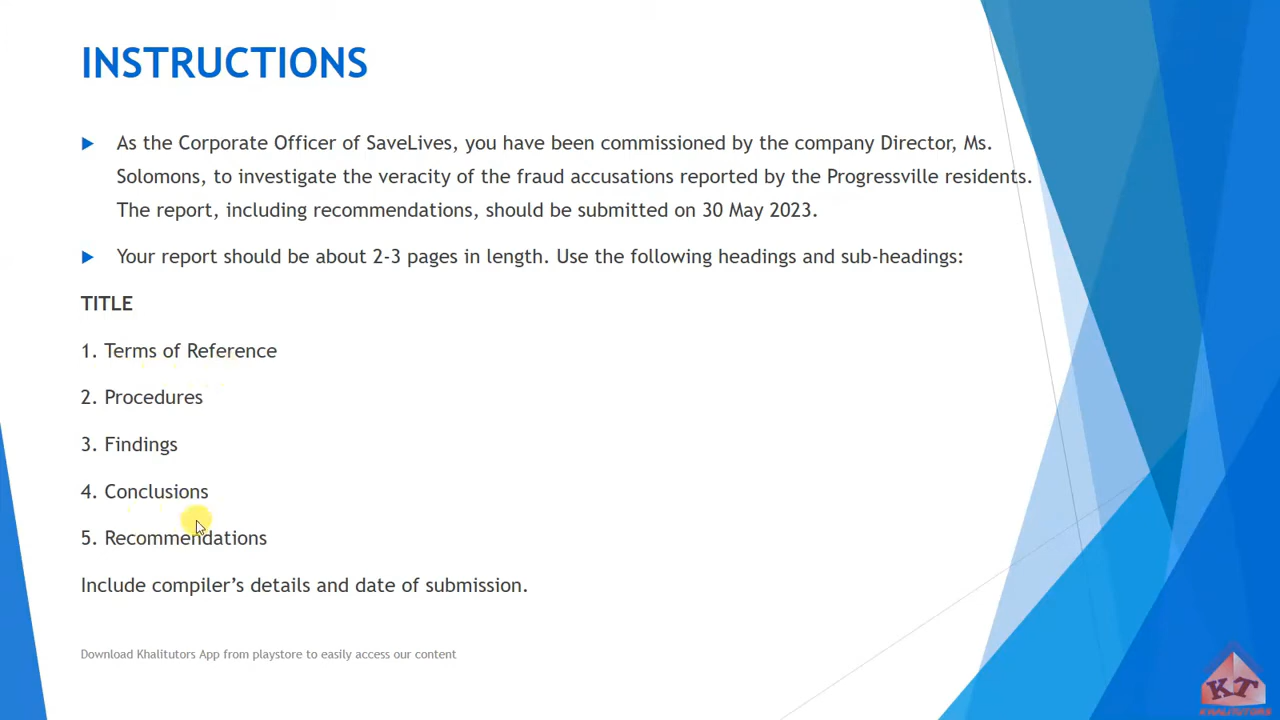 INSTRUCTIONS
As the Corporate Officer of SaveLives, you have been commissioned by the company Director, Ms.
Solomons, to investigate the veracity of the fraud accusations reported by the Progressville residents.
The report, including recommendations, should be submitted on 30 May 2023.
Your report should be about 2-3 pages in length. Use the following headings and sub-headings:
TITLE
1. Terms of Reference
2. Procedures
3. Findings
4. Conclusions
5. Recommendations
Include compiler’s details and date of submission.
Download Khalitutors App from playstore to easily access our content
KT
KHALITUTORS